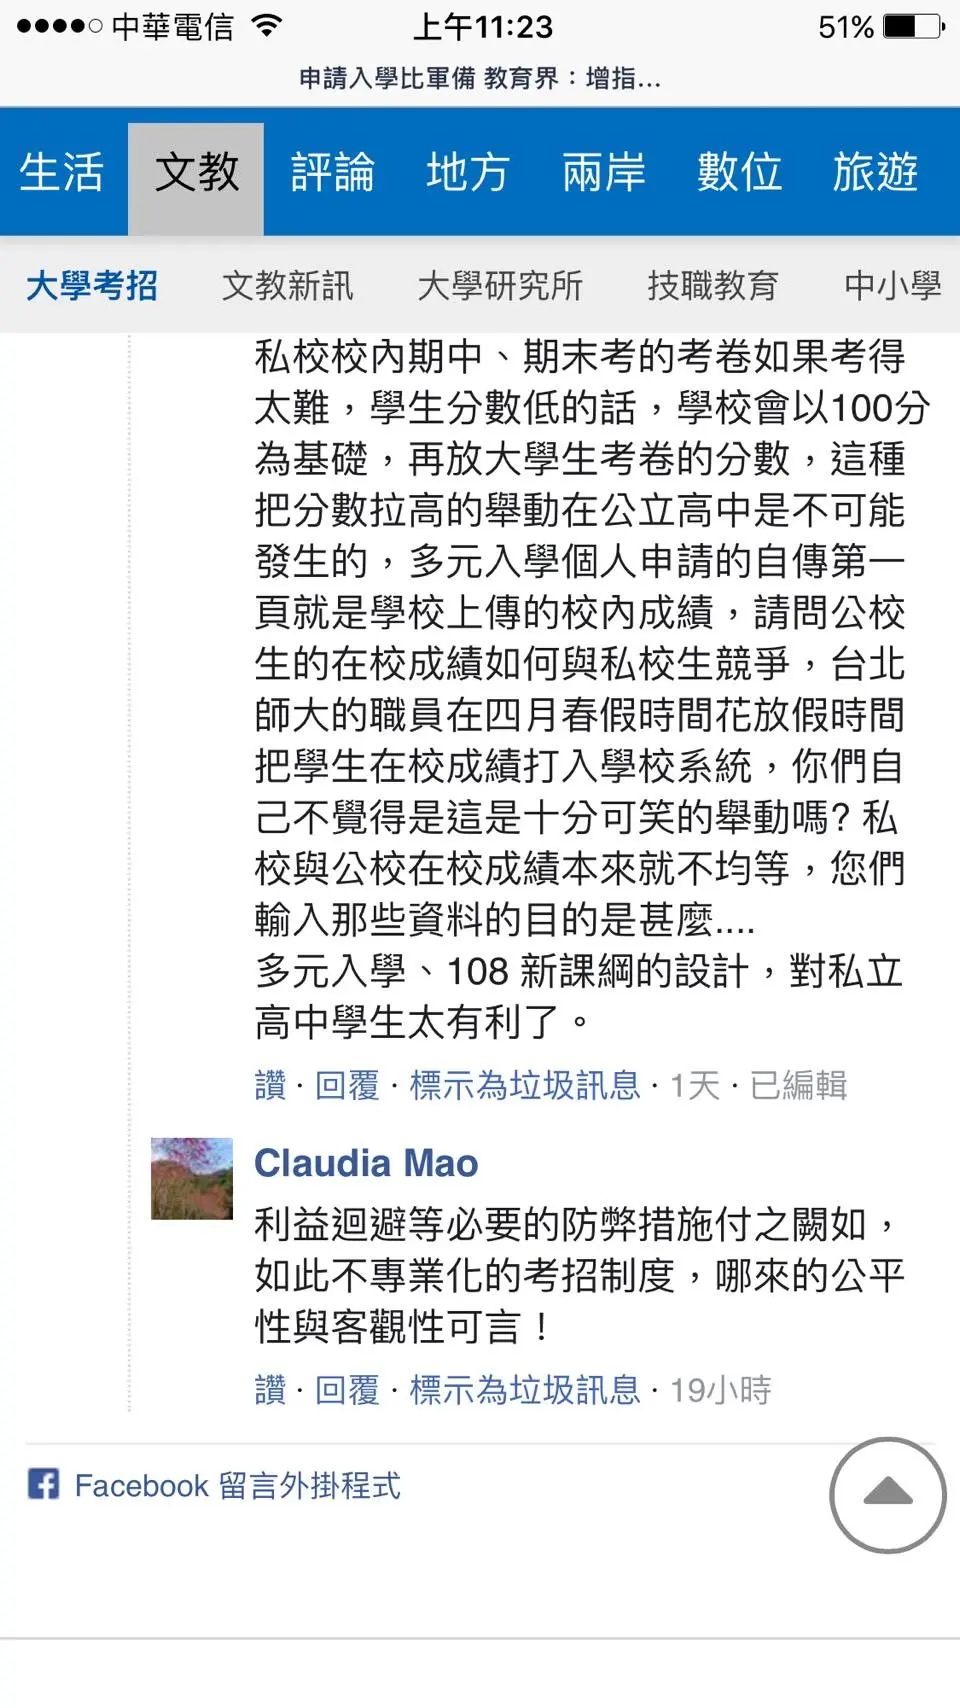 中華電信 上午11:23 51%
申請入學比軍備 教育界：增指...
生活 文教 評論 地方 兩岸 數位 旅遊
大學考招 文教新訊 大學研究所 技職教育 中小學
私校校內期中、期末考的考卷如果考得
太難，學生分數低的話，學校會以100分
為基礎，再放大學生考卷的分數，這種
把分數拉高的舉動在公立高中是不可能
發生的，多元入學個人申請的自傳第一
頁就是學校上傳的校內成績，請問公校
生的在校成績如何與私校生競爭，台北
師大的職員在四月春假時間花放假時間
把學生在校成績打入學校系統，你們自
己不覺得是這是十分可笑的舉動嗎? 私
校與公校在校成績本來就不均等，您們
輸入那些資料的目的是甚麼....
多元入學、108 新課綱的設計，對私立
高中學生太有利了。
讚 · 回覆 · 標示為垃圾訊息 · 1天 · 已編輯
Claudia Mao
利益迴避等必要的防弊措施付之闕如，
如此不專業化的考招制度，哪來的公平
性與客觀性可言！
讚 · 回覆 · 標示為垃圾訊息 · 19小時
Facebook 留言外掛程式